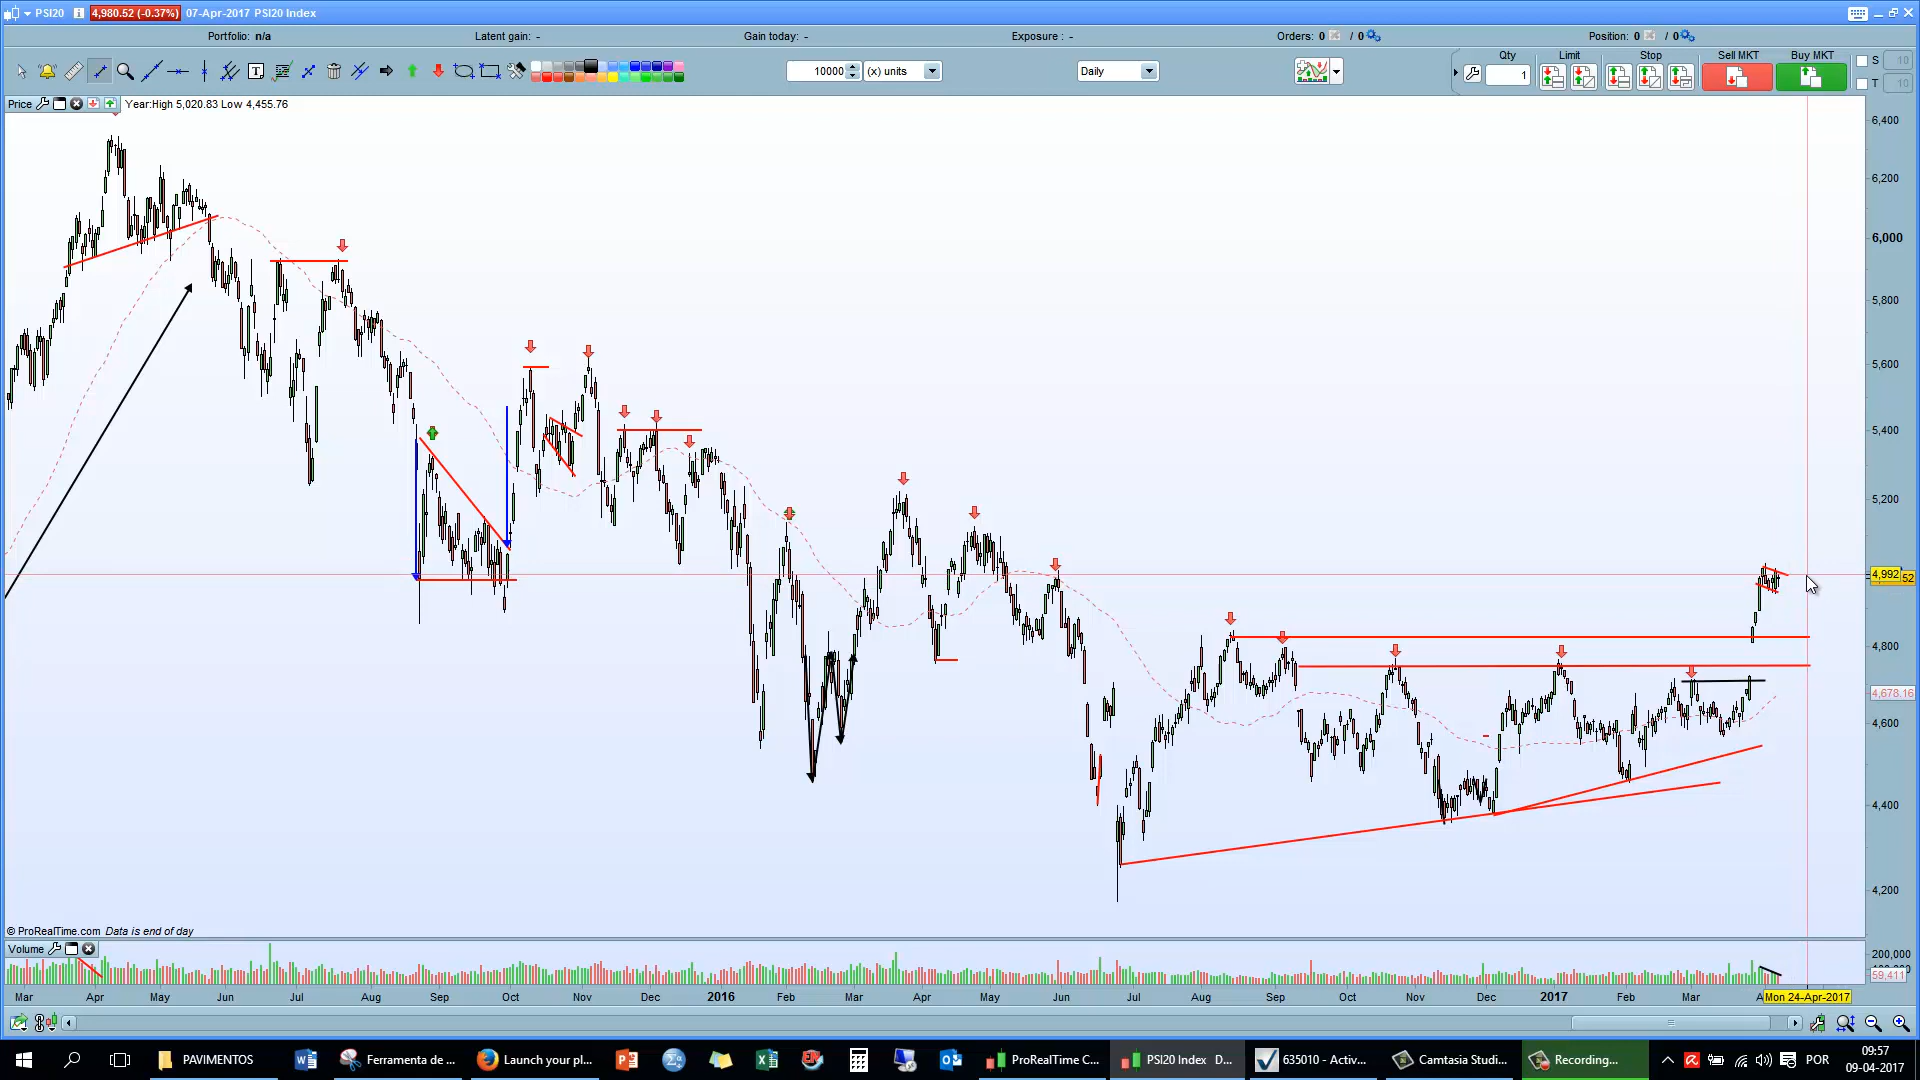 PSI20 4,980.52 (-0.37%) 07-Apr-2017 PSI20 Index
Portfolio: n/a Latent gain: - Gain today: - Exposure : - Orders: 0 / 0 Position: 0 / 0
Qty Limit Stop Sell MKT Buy MKT S 10
10000 (x) units Daily 1 T 10
Price Year:High 5,020.83 Low 4,455.76
6,400
6,200
6,000
5,800
5,600
5,400
5,200
4,992 52
4,800
4,678.16
4,600
4,400
4,200
© ProRealTime.com Data is end of day
Volume
200,000
59,411
Mar Apr May Jun Jul Aug Sep Oct Nov Dec 2016 Feb Mar Apr May Jun Jul Aug Sep Oct Nov Dec 2017 Feb Mar A Mon 24-Apr-2017
PAVIMENTOS Ferramenta de ... Launch your pl... ProRealTime C... PSI20 Index D... 635010 - Activ... Camtasia Studi... Recording... POR 09:57
09-04-2017